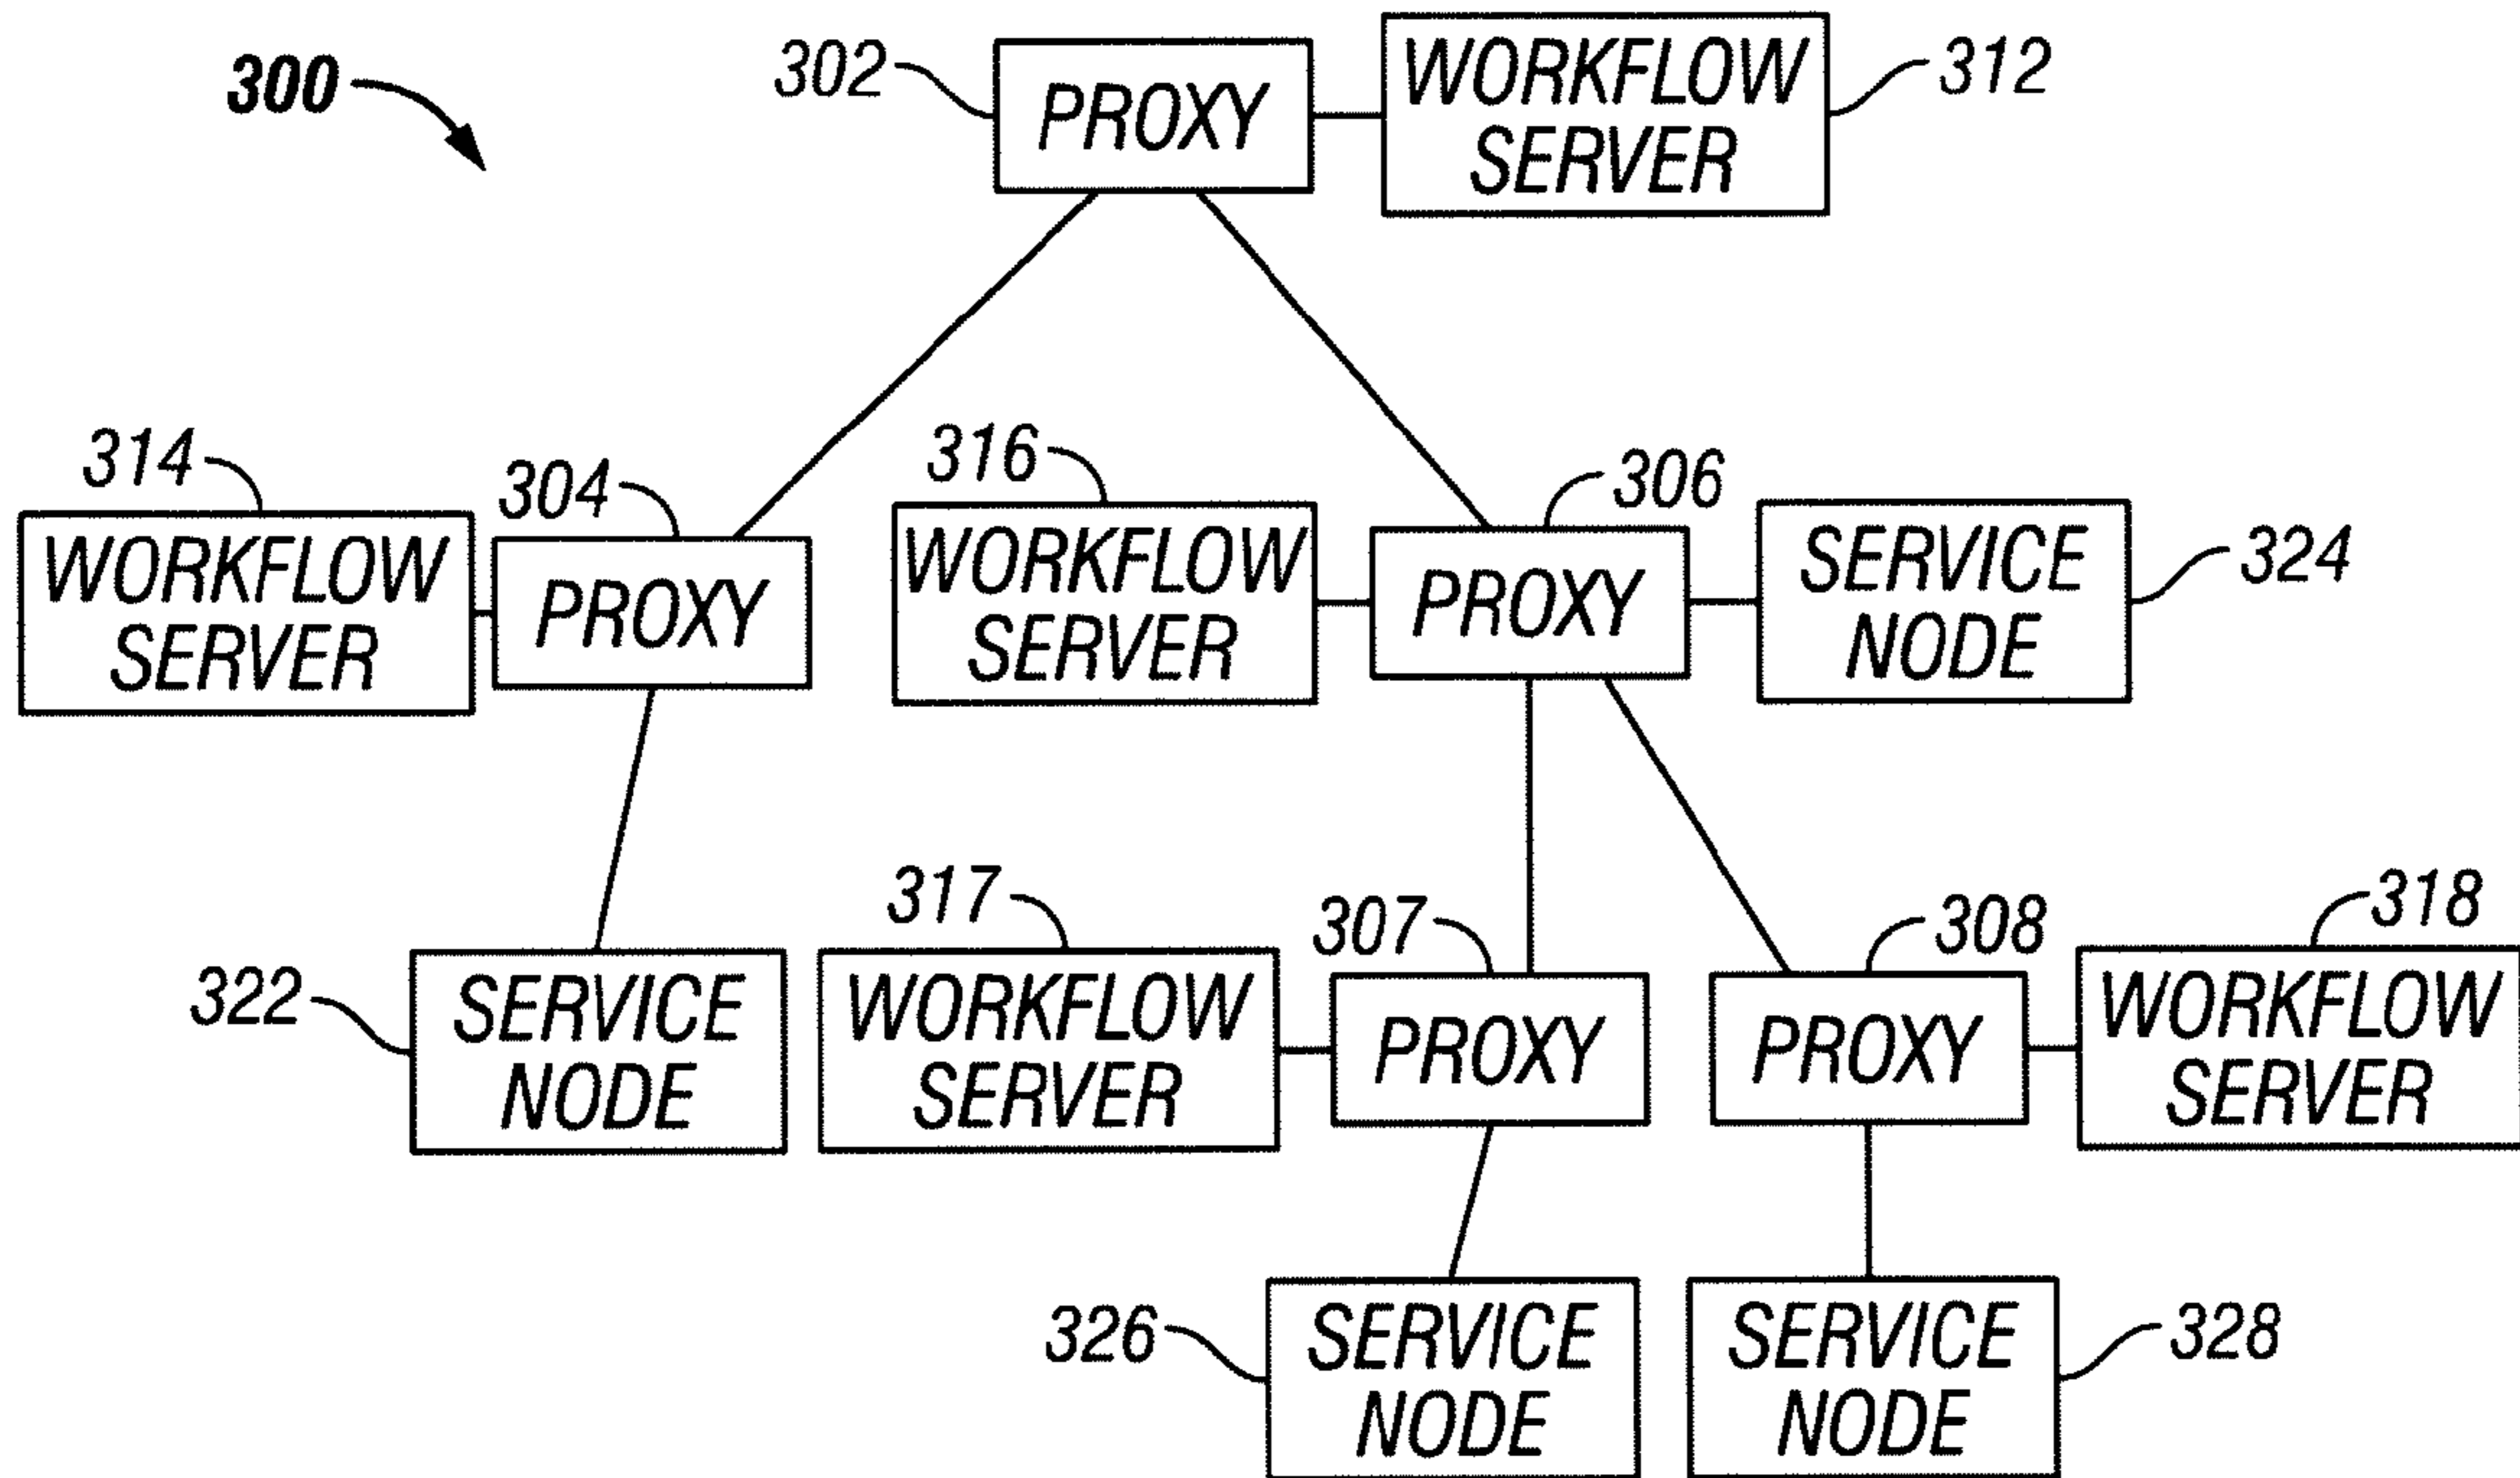 300
302
PROXY
WORKFLOW
SERVER
312
314
WORKFLOW
SERVER
304
PROXY
316
WORKFLOW
SERVER
306
PROXY
SERVICE
NODE
324
322
SERVICE
NODE
317
WORKFLOW
SERVER
307
PROXY
308
PROXY
318
WORKFLOW
SERVER
326
SERVICE
NODE
SERVICE
NODE
328